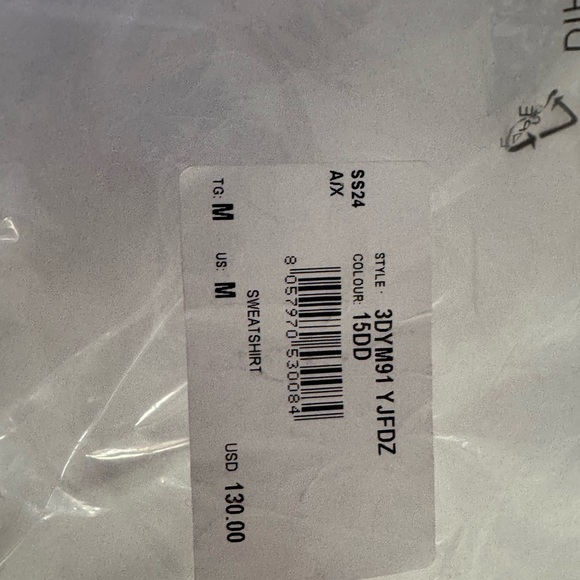 SS24
A/X
STYLE: 3DYM91 YJFDZ
COLOUR: 15DD
8 057970 530084
SWEATSHIRT
TG: M US: M USD 130.00